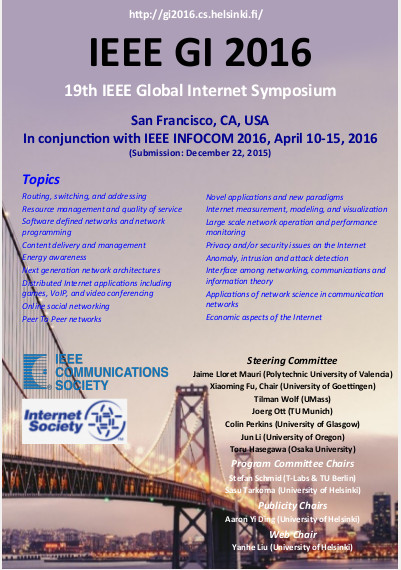 http://gi2016.cs.helsinki.fi/
IEEE GI 2016
19th IEEE Global Internet Symposium
San Francisco, CA, USA
In conjunction with IEEE INFOCOM 2016, April 10-15, 2016
(Submission: December 22, 2015)
Topics
Routing, switching, and addressing
Resource management and quality of service
Software defined networks and network
programming
Content delivery and management
Energy awareness
Next generation network architectures
Distributed Internet applications including
games, VoIP, and video conferencing
Online social networking
Peer To Peer networks
Novel applications and new paradigms
Internet measurement, modeling, and visualization
Large scale network operation and performance
monitoring
Privacy and/or security issues on the Internet
Anomaly, intrusion and attack detection
Interface among networking, communications and
information theory
Applications of network science in communication
networks
Economic aspects of the Internet
IEEE
COMMUNICATIONS
SOCIETY
Internet
Society
Steering Committee
Jaime Lloret Mauri (Polytechnic University of Valencia)
Xiaoming Fu, Chair (University of Goettingen)
Tilman Wolf (UMass)
Joerg Ott (TU Munich)
Colin Perkins (University of Glasgow)
Jun Li (University of Oregon)
Toru Hasegawa (Osaka University)
Program Committee Chairs
Stefan Schmid (T-Labs & TU Berlin)
Sasu Tarkoma (University of Helsinki)
Publicity Chairs
Aaron Yi Ding (University of Helsinki)
Web Chair
Yanhe Liu (University of Helsinki)